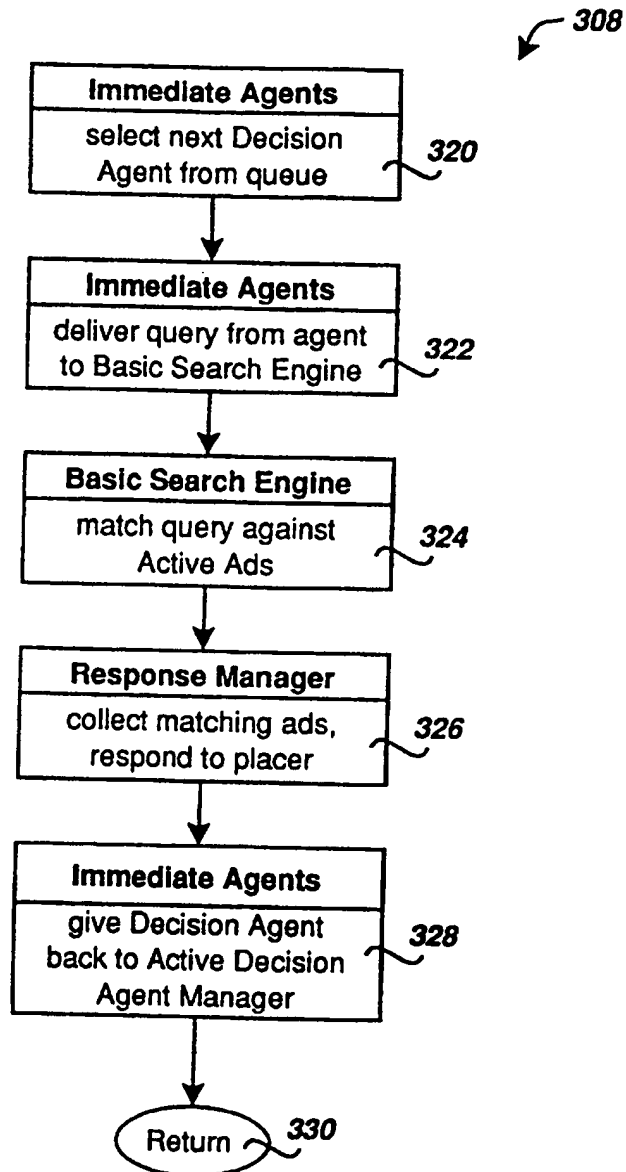 308
Immediate Agents
select next Decision
Agent from queue
320
Immediate Agents
deliver query from agent
to Basic Search Engine
322
Basic Search Engine
match query against
Active Ads
324
Response Manager
collect matching ads,
respond to placer
326
Immediate Agents
give Decision Agent
back to Active Decision
Agent Manager
328
Return
330